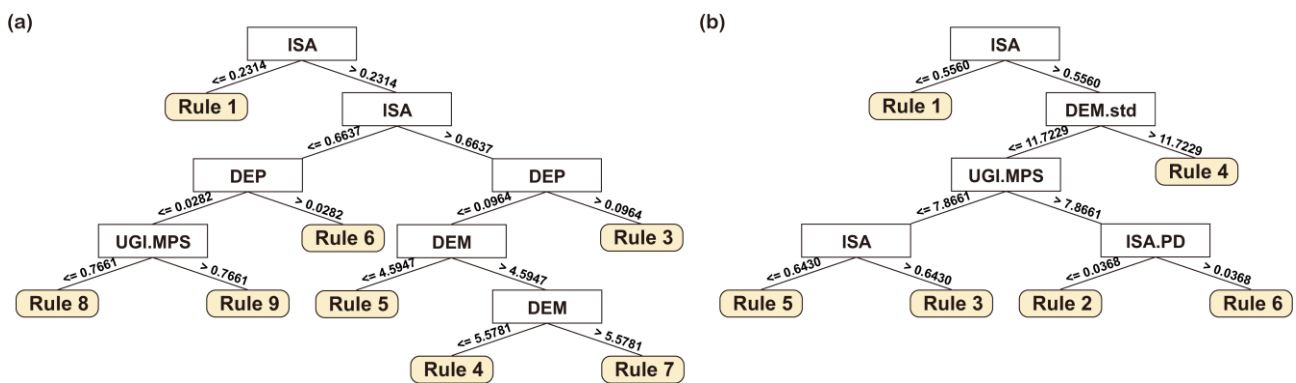 (a)
ISA
<= 0.2314
> 0.2314
Rule 1
ISA
<= 0.6637
> 0.6637
DEP
DEP
<= 0.0282
> 0.0282
<= 0.0964
> 0.0964
UGI.MPS
Rule 6
DEM
Rule 3
<= 0.7661
> 0.7661
<= 4.5947
> 4.5947
Rule 8
Rule 9
Rule 5
DEM
<= 5.5781
> 5.5781
Rule 4
Rule 7
(b)
ISA
<= 0.5560
> 0.5560
Rule 1
DEM.std
<= 11.7229
> 11.7229
UGI.MPS
Rule 4
<= 7.8661
> 7.8661
ISA
ISA.PD
<= 0.6430
> 0.6430
<= 0.0368
> 0.0368
Rule 5
Rule 3
Rule 2
Rule 6